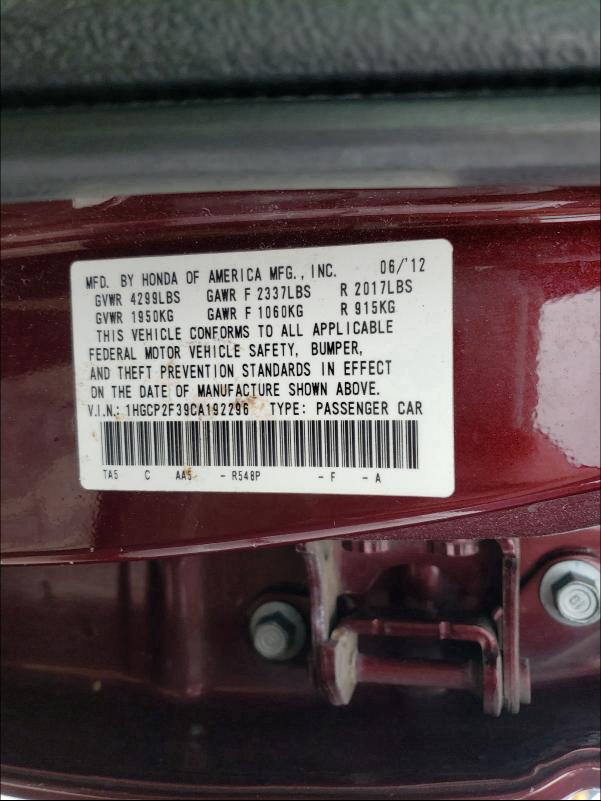 MFD. BY HONDA OF AMERICA MFG., INC. 06/'12
GVWR 4299LBS GAWR F 2337LBS R 2017LBS
GVWR 1950KG GAWR F 1060KG R 915KG
THIS VEHICLE CONFORMS TO ALL APPLICABLE
FEDERAL MOTOR VEHICLE SAFETY, BUMPER,
AND THEFT PREVENTION STANDARDS IN EFFECT
ON THE DATE OF MANUFACTURE SHOWN ABOVE.
V.I.N.: 1HGCP2F39CA192296 TYPE: PASSENGER CAR
TA5 C AA5 - R548P - F - A